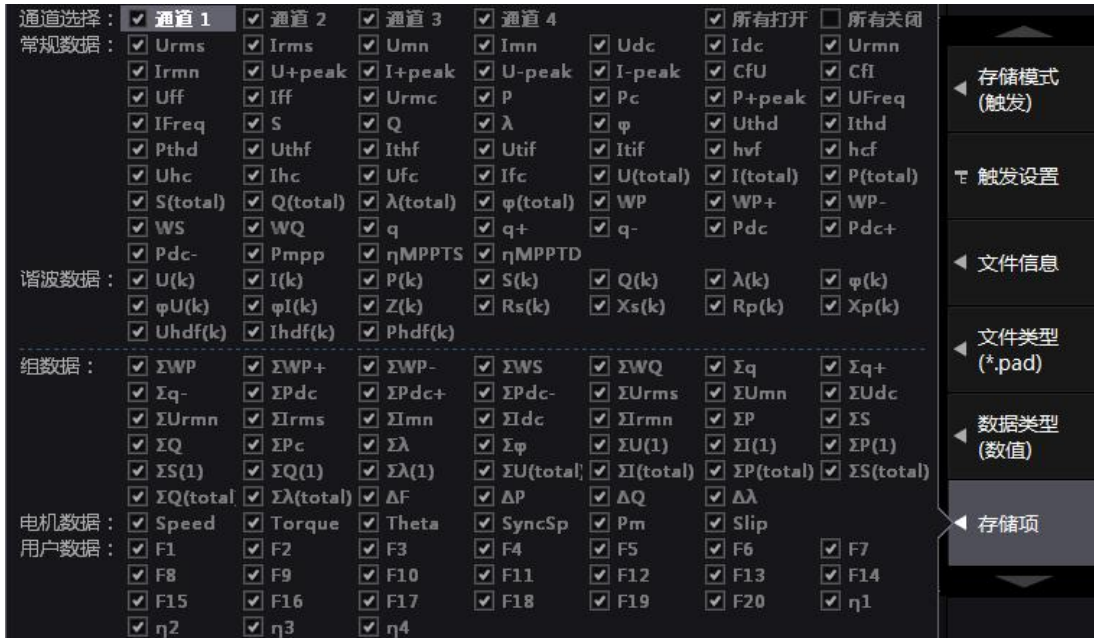 通道选择： 通道 1 通道 2 通道 3 通道 4 所有打开 所有关闭
常规数据： Urms Irms Umn Imn Udc Idc Urmn
Irmn U+peak I+peak U-peak I-peak CfU CfI
Uff Iff Urmc P Pc P+peak UFreq
IFreq S Q λ φ Uthd Ithd
Pthd Uthf Ithf Utif Itif hvf hcf
Uhc Ihc Ufc Ifc U(total) I(total) P(total)
S(total) Q(total) λ(total) φ(total) WP WP+ WP-
WS WQ q q+ q- Pdc Pdc+
Pdc- Pmpp ηMPPTS ηMPPTD
谐波数据： U(k) I(k) P(k) S(k) Q(k) λ(k) φ(k)
φU(k) φI(k) Z(k) Rs(k) Xs(k) Rp(k) Xp(k)
Uhdf(k) Ihdf(k) Phdf(k)
组数据： ΣWP ΣWP+ ΣWP- ΣWS ΣWQ Σq Σq+
Σq- ΣPdc ΣPdc+ ΣPdc- ΣUrms ΣUmn ΣUdc
ΣUrmn ΣIrms ΣImn ΣIdc ΣIrmn ΣP ΣS
ΣQ ΣPc Σλ Σφ ΣU(1) ΣI(1) ΣP(1)
ΣS(1) ΣQ(1) Σλ(1) ΣU(total) ΣI(total) ΣP(total) ΣS(total)
ΣQ(total Σλ(total) ΔF ΔP ΔQ Δλ
电机数据： Speed Torque Theta SyncSp Pm Slip
用户数据： F1 F2 F3 F4 F5 F6 F7
F8 F9 F10 F11 F12 F13 F14
F15 F16 F17 F18 F19 F20 η1
η2 η3 η4
存储模式
(触发)
触发设置
文件信息
文件类型
(*.pad)
数据类型
(数值)
存储项